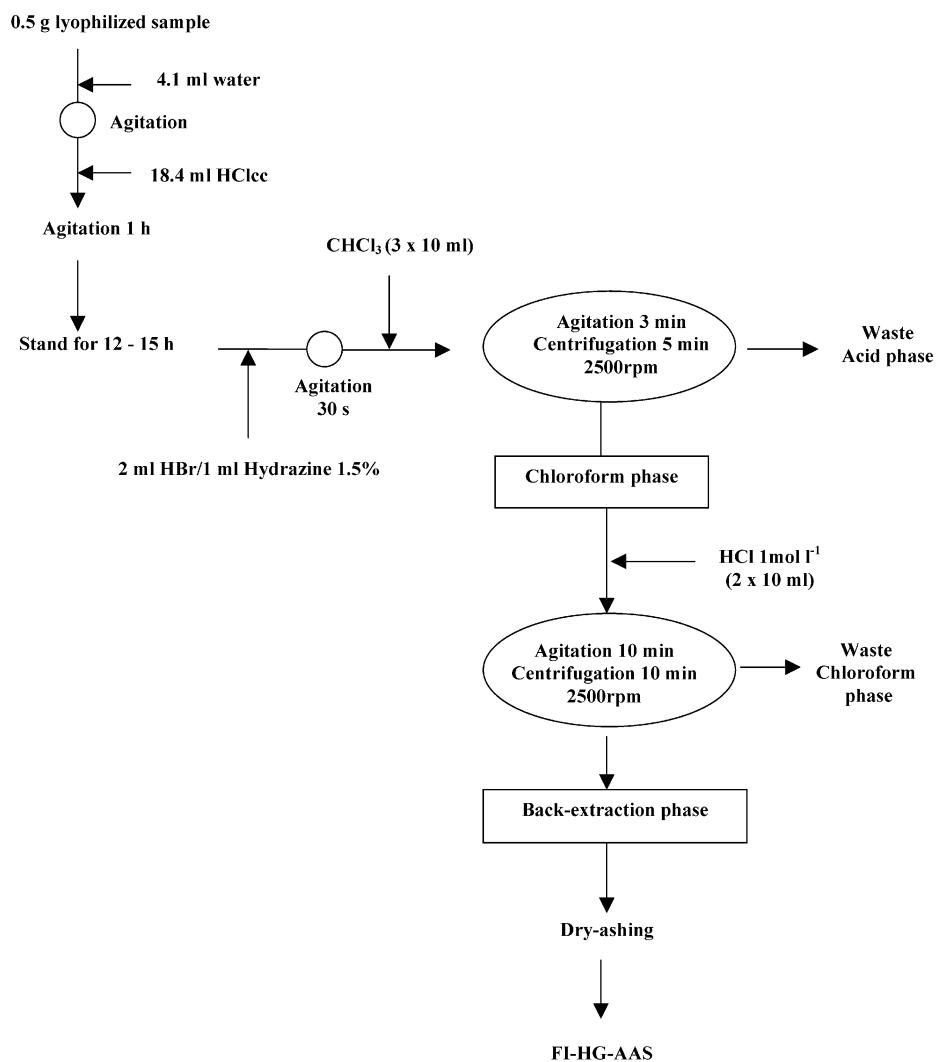 0.5 g lyophilized sample
4.1 ml water
Agitation
18.4 ml HClcc
Agitation 1 h
Stand for 12 - 15 h
2 ml HBr/1 ml Hydrazine 1.5%
Agitation
30 s
CHCl₃ (3 x 10 ml)
Agitation 3 min
Centrifugation 5 min
2500rpm
Waste
Acid phase
Chloroform phase
HCl 1mol l⁻¹
(2 x 10 ml)
Agitation 10 min
Centrifugation 10 min
2500rpm
Waste
Chloroform
phase
Back-extraction phase
Dry-ashing
FI-HG-AAS